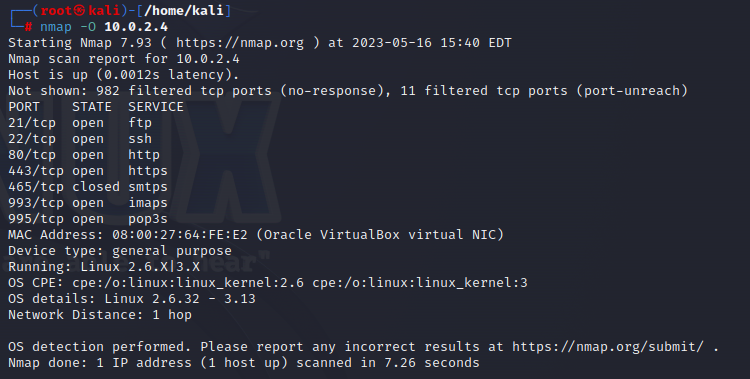 (root㉿kali)-[/home/kali]
# nmap -O 10.0.2.4
Starting Nmap 7.93 ( https://nmap.org ) at 2023-05-16 15:40 EDT
Nmap scan report for 10.0.2.4
Host is up (0.0012s latency).
Not shown: 982 filtered tcp ports (no-response), 11 filtered tcp ports (port-unreach)
PORT    STATE  SERVICE
21/tcp  open   ftp
22/tcp  open   ssh
80/tcp  open   http
443/tcp open   https
465/tcp closed smtps
993/tcp open   imaps
995/tcp open   pop3s
MAC Address: 08:00:27:64:FE:E2 (Oracle VirtualBox virtual NIC)
Device type: general purpose
Running: Linux 2.6.X|3.X
OS CPE: cpe:/o:linux:linux_kernel:2.6 cpe:/o:linux:linux_kernel:3
OS details: Linux 2.6.32 - 3.13
Network Distance: 1 hop
OS detection performed. Please report any incorrect results at https://nmap.org/submit/ .
Nmap done: 1 IP address (1 host up) scanned in 7.26 seconds